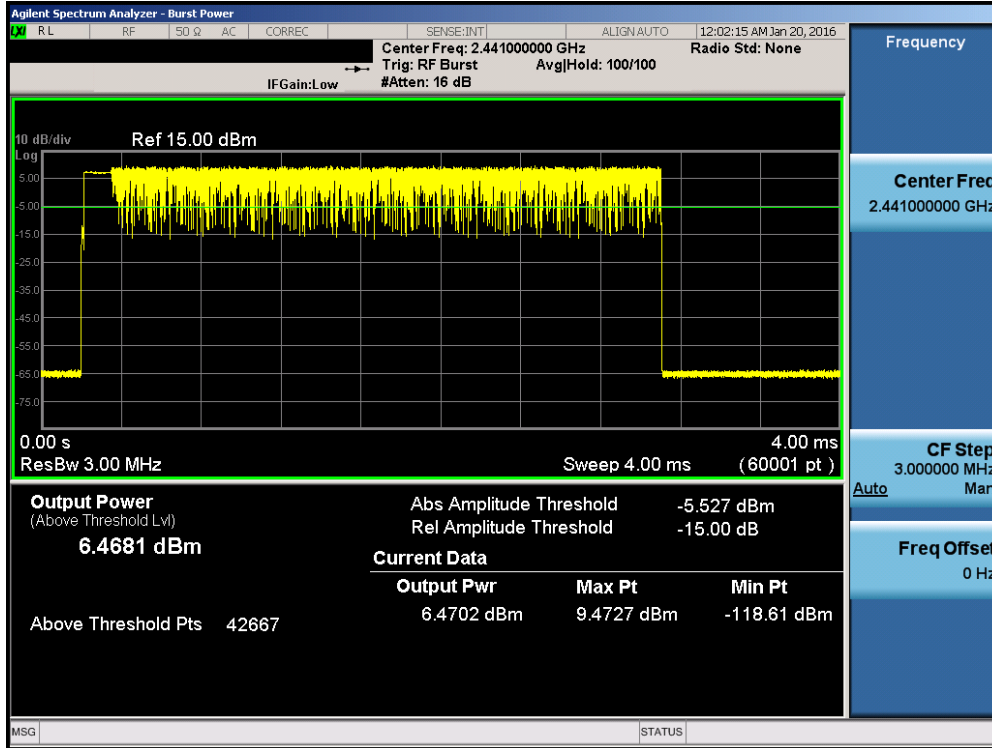 Agilent Spectrum Analyzer - Burst Power
LXI RL RF 50 Ω AC CORREC SENSE:INT ALIGN AUTO 12:02:15 AM Jan 20, 2016
Center Freq: 2.441000000 GHz Radio Std: None
Trig: RF Burst Avg|Hold: 100/100
IFGain:Low #Atten: 16 dB
10 dB/div Ref 15.00 dBm
Log
5.00
-5.00
-15.0
-25.0
-35.0
-45.0
-55.0
-65.0
-75.0
0.00 s 4.00 ms
ResBw 3.00 MHz Sweep 4.00 ms (60001 pt)
Output Power
(Above Threshold Lvl)
6.4681 dBm
Above Threshold Pts 42667
Abs Amplitude Threshold -5.527 dBm
Rel Amplitude Threshold -15.00 dB
Current Data
Output Pwr Max Pt Min Pt
6.4702 dBm 9.4727 dBm -118.61 dBm
Frequency
Center Freq
2.441000000 GHz
CF Step
3.000000 MHz
Auto Man
Freq Offset
0 Hz
MSG STATUS